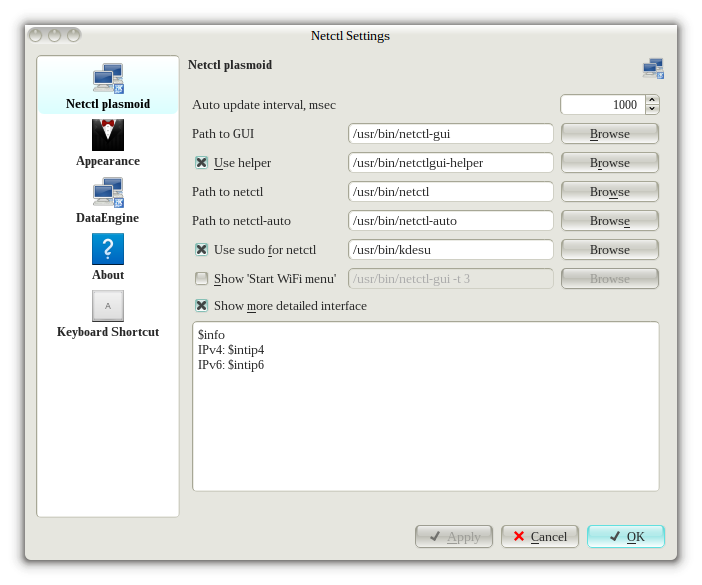 Netctl Settings
Netctl plasmoid
Appearance
DataEngine
?
About
A
Keyboard Shortcut
Netctl plasmoid
Auto update interval, msec 1000
Path to GUI /usr/bin/netctl-gui Browse
Use helper /usr/bin/netctlgui-helper Browse
Path to netctl /usr/bin/netctl Browse
Path to netctl-auto /usr/bin/netctl-auto Browse
Use sudo for netctl /usr/bin/kdesu Browse
Show 'Start WiFi menu' /usr/bin/netctl-gui -t 3 Browse
Show more detailed interface
$info
IPv4: $intip4
IPv6: $intip6
Apply Cancel OK